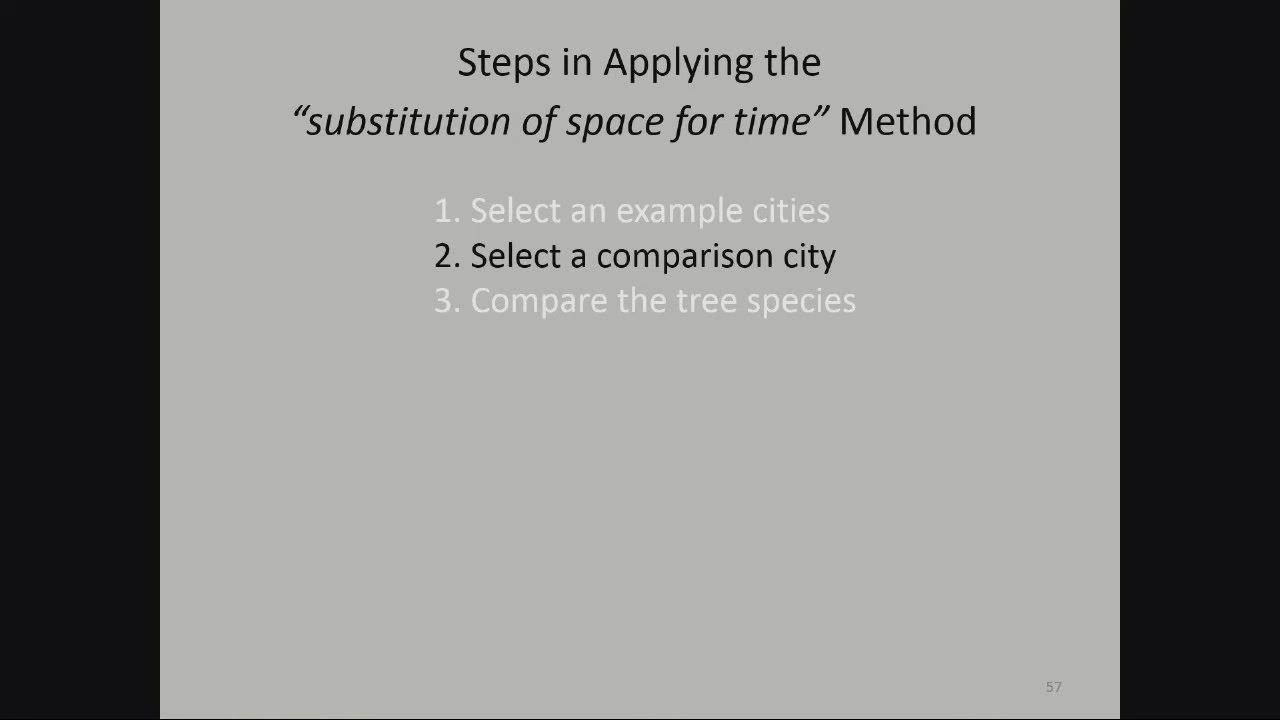 Steps in Applying the
“substitution of space for time” Method
1. Select an example cities
2. Select a comparison city
3. Compare the tree species
57